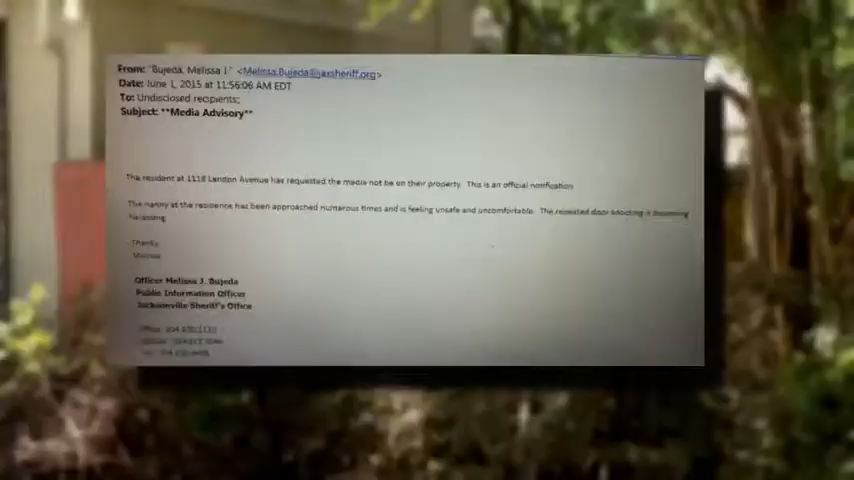 From: "Bujeda, Melissa J." <Melissa.Bujeda@jaxsheriff.org>
Date: June 1, 2015 at 11:56:06 AM EDT
To: Undisclosed recipients;
Subject: **Media Advisory**
The resident at 1118 Landon Avenue has requested the media not be on their property. This is an official notification.
The nanny at the residence has been approached numerous times and is feeling unsafe and uncomfortable. The repeated door knocking is becoming
harassing.
Thanks,
Melissa
Officer Melissa J. Bujeda
Public Information Officer
Jacksonville Sheriff's Office
Office: